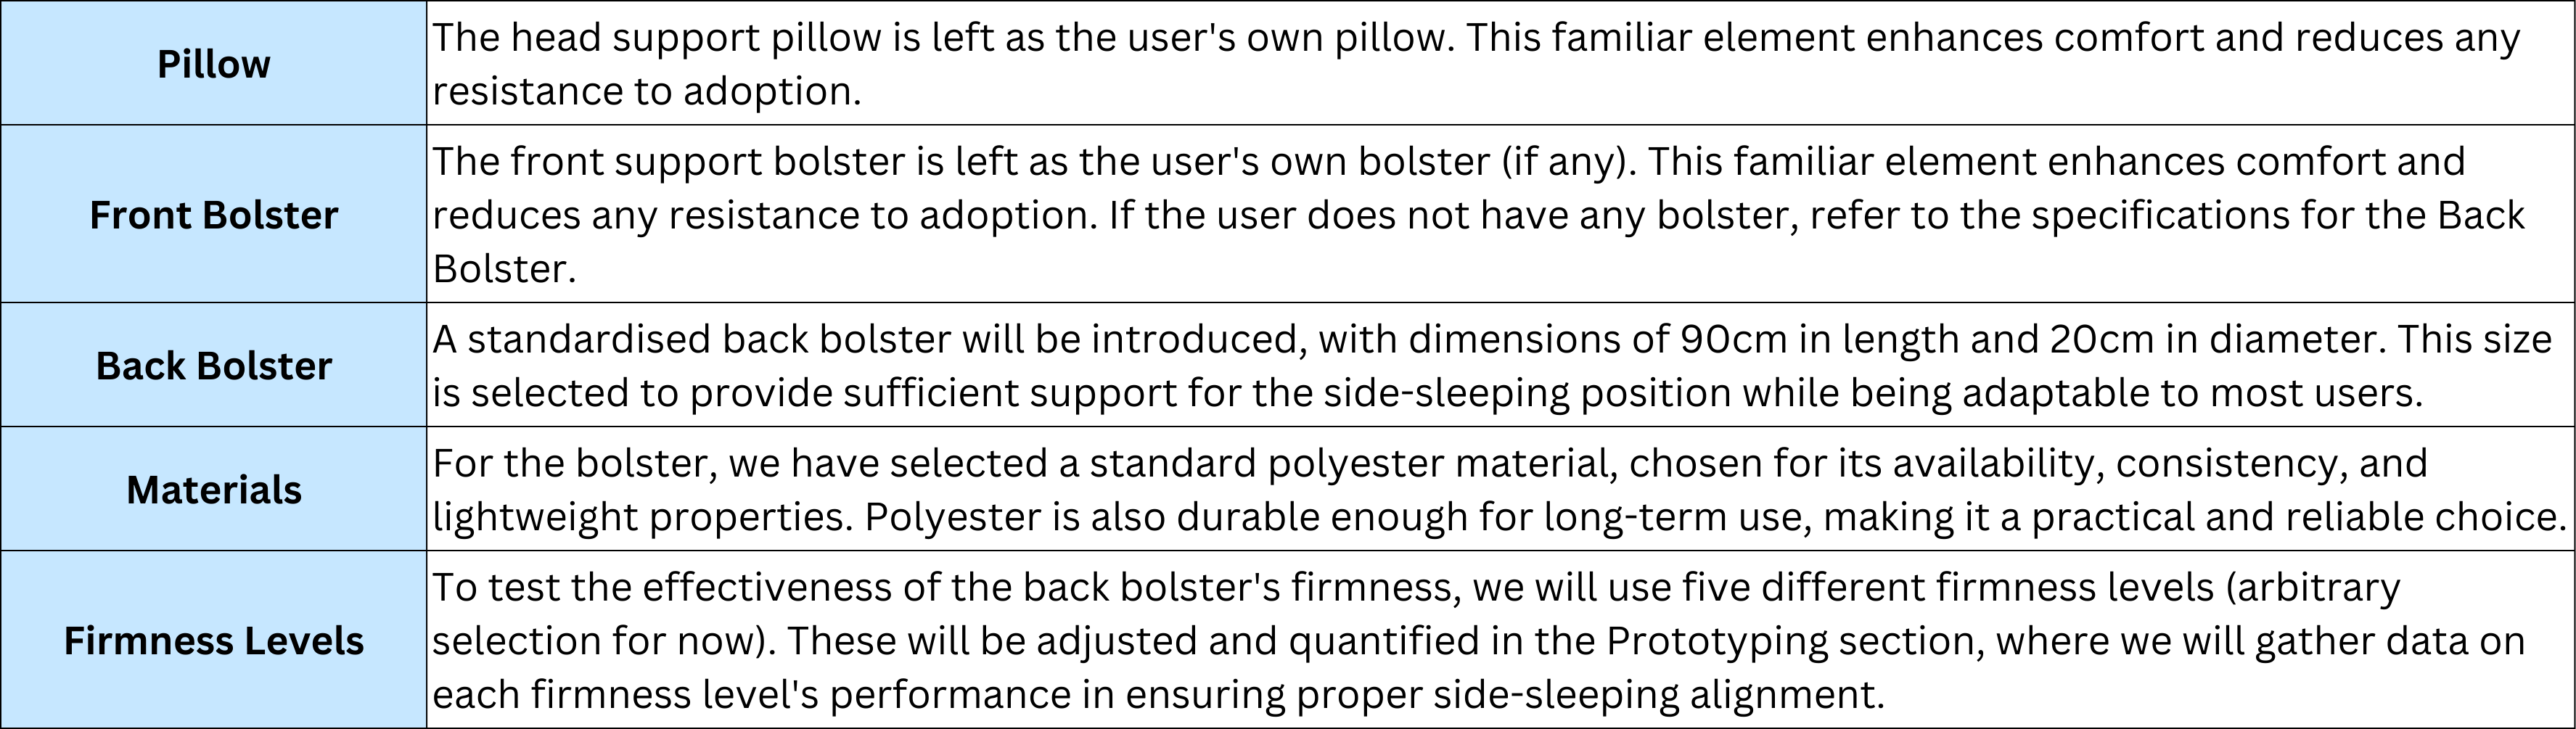 Pillow
The head support pillow is left as the user's own pillow. This familiar element enhances comfort and reduces any
resistance to adoption.
Front Bolster
The front support bolster is left as the user's own bolster (if any). This familiar element enhances comfort and
reduces any resistance to adoption. If the user does not have any bolster, refer to the specifications for the Back
Bolster.
Back Bolster
A standardised back bolster will be introduced, with dimensions of 90cm in length and 20cm in diameter. This size
is selected to provide sufficient support for the side-sleeping position while being adaptable to most users.
Materials
For the bolster, we have selected a standard polyester material, chosen for its availability, consistency, and
lightweight properties. Polyester is also durable enough for long-term use, making it a practical and reliable choice.
Firmness Levels
To test the effectiveness of the back bolster's firmness, we will use five different firmness levels (arbitrary
selection for now). These will be adjusted and quantified in the Prototyping section, where we will gather data on
each firmness level's performance in ensuring proper side-sleeping alignment.